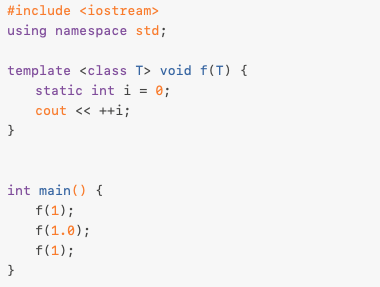 #include <iostream>
using namespace std;
template <class T> void f(T) {
    static int i = 0;
    cout << ++i;
}
int main() {
    f(1);
    f(1.0);
    f(1);
}